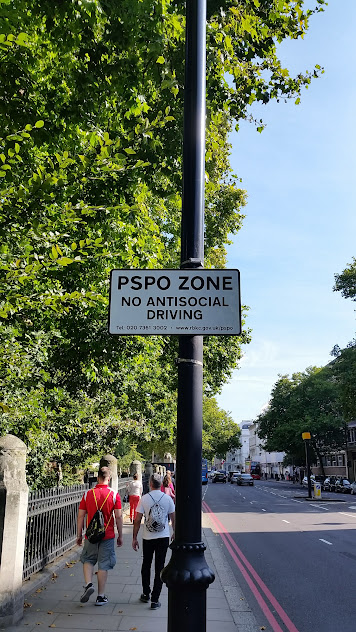 PSPO ZONE
NO ANTISOCIAL
DRIVING
Tel: 020 7361 3002 • www.rbkc.gov.uk/pspo